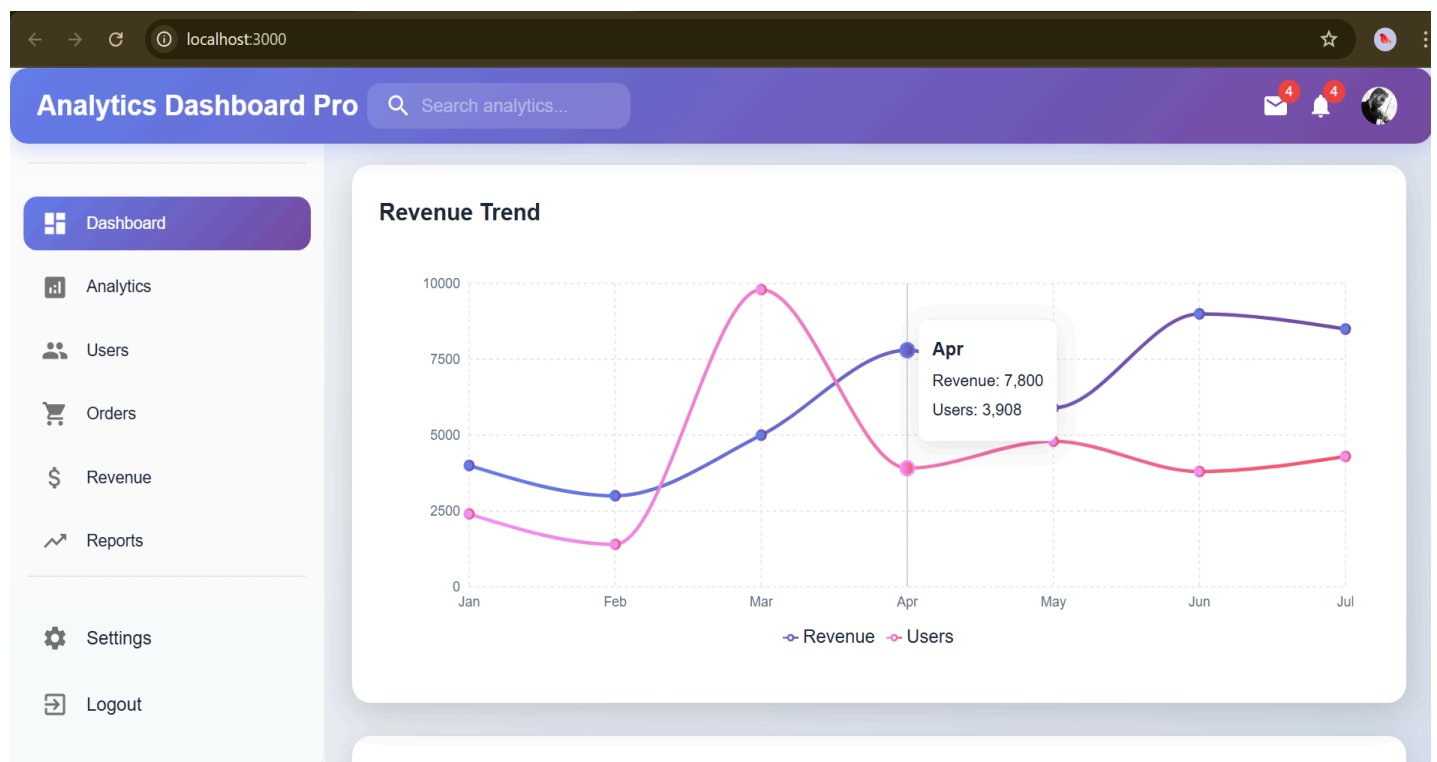 localhost:3000
Analytics Dashboard Pro
Search analytics...
4
4
Dashboard
Analytics
Users
Orders
Revenue
Reports
Settings
Logout
Revenue Trend
10000
7500
5000
2500
0
Jan Feb Mar Apr May Jun Jul
Apr
Revenue: 7,800
Users: 3,908
Revenue Users